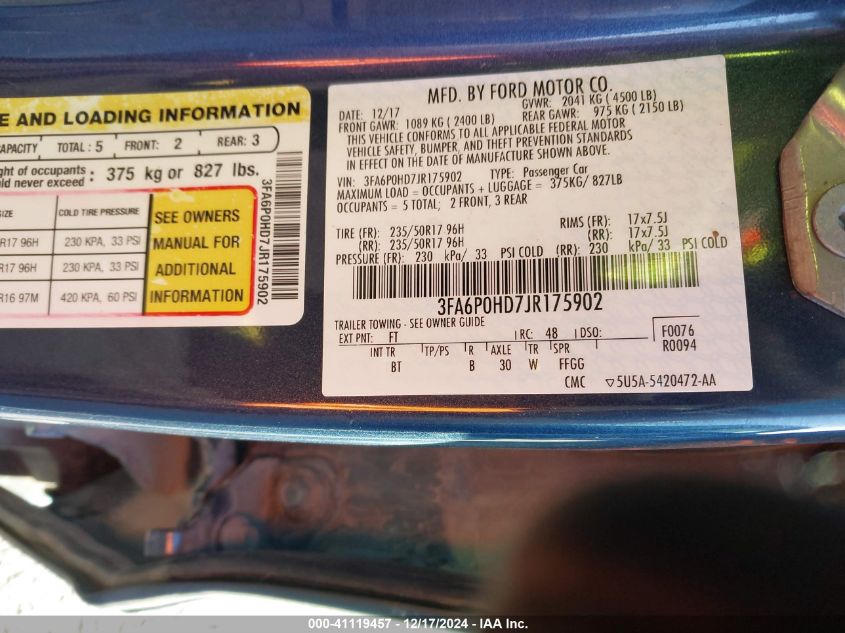 E AND LOADING INFORMATION
CAPACITY TOTAL : 5 FRONT: 2 REAR: 3
ght of occupants
ld never exceed : 375 kg or 827 lbs.
SIZE COLD TIRE PRESSURE
R17 96H 230 KPA, 33 PSI
R17 96H 230 KPA, 33 PSI
R16 97M 420 KPA, 60 PSI
SEE OWNERS
MANUAL FOR
ADDITIONAL
INFORMATION
3FA6P0HD7JR175902
MFD. BY FORD MOTOR CO.
DATE: 12/17 GVWR: 2041 KG ( 4500 LB)
FRONT GAWR: 1089 KG ( 2400 LB) REAR GAWR: 975 KG ( 2150 LB)
THIS VEHICLE CONFORMS TO ALL APPLICABLE FEDERAL MOTOR
VEHICLE SAFETY, BUMPER, AND THEFT PREVENTION STANDARDS
IN EFFECT ON THE DATE OF MANUFACTURE SHOWN ABOVE.
VIN: 3FA6P0HD7JR175902 TYPE: Passenger Car
MAXIMUM LOAD = OCCUPANTS + LUGGAGE = 375KG/ 827LB
OCCUPANTS = 5 TOTAL; 2 FRONT, 3 REAR
TIRE (FR): 235/50R17 96H RIMS (FR): 17x7.5J
(RR): 235/50R17 96H (RR): 17x7.5J
PRESSURE (FR): 230 kPa/ 33 PSI COLD (RR): 230 kPa/ 33 PSI COLD
3FA6P0HD7JR175902
TRAILER TOWING - SEE OWNER GUIDE
EXT PNT: FT RC: 48 DSO: F0076
R0094
INT TR TP/PS R AXLE TR SPR
BT B 30 W FFGG
CMC ▽5U5A-5420472-AA
000-41119457 - 12/17/2024 - IAA Inc.